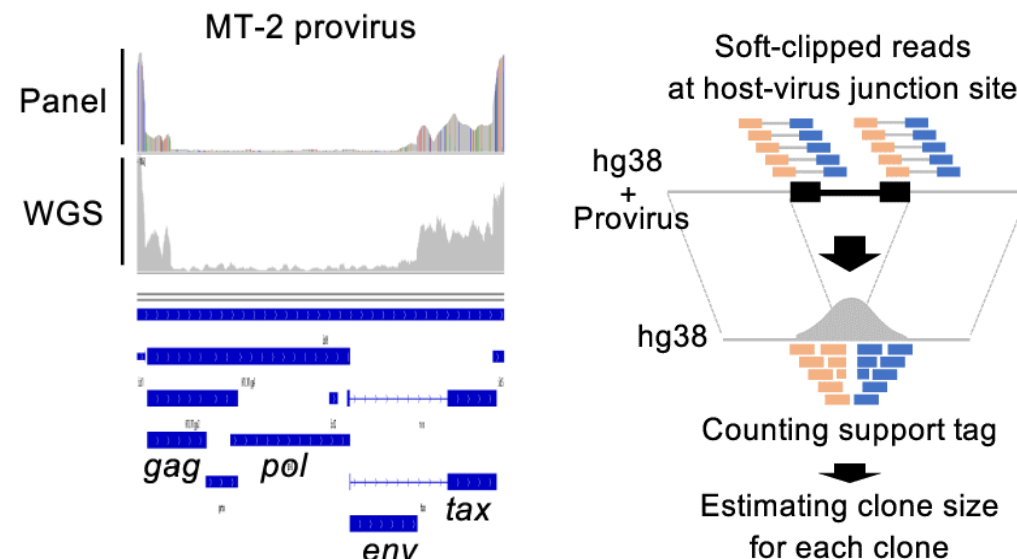 MT-2 provirus
Panel
WGS
gag
pol
tax
env
Soft-clipped reads
at host-virus junction site
hg38
+
Provirus
hg38
Counting support tag
Estimating clone size
for each clone